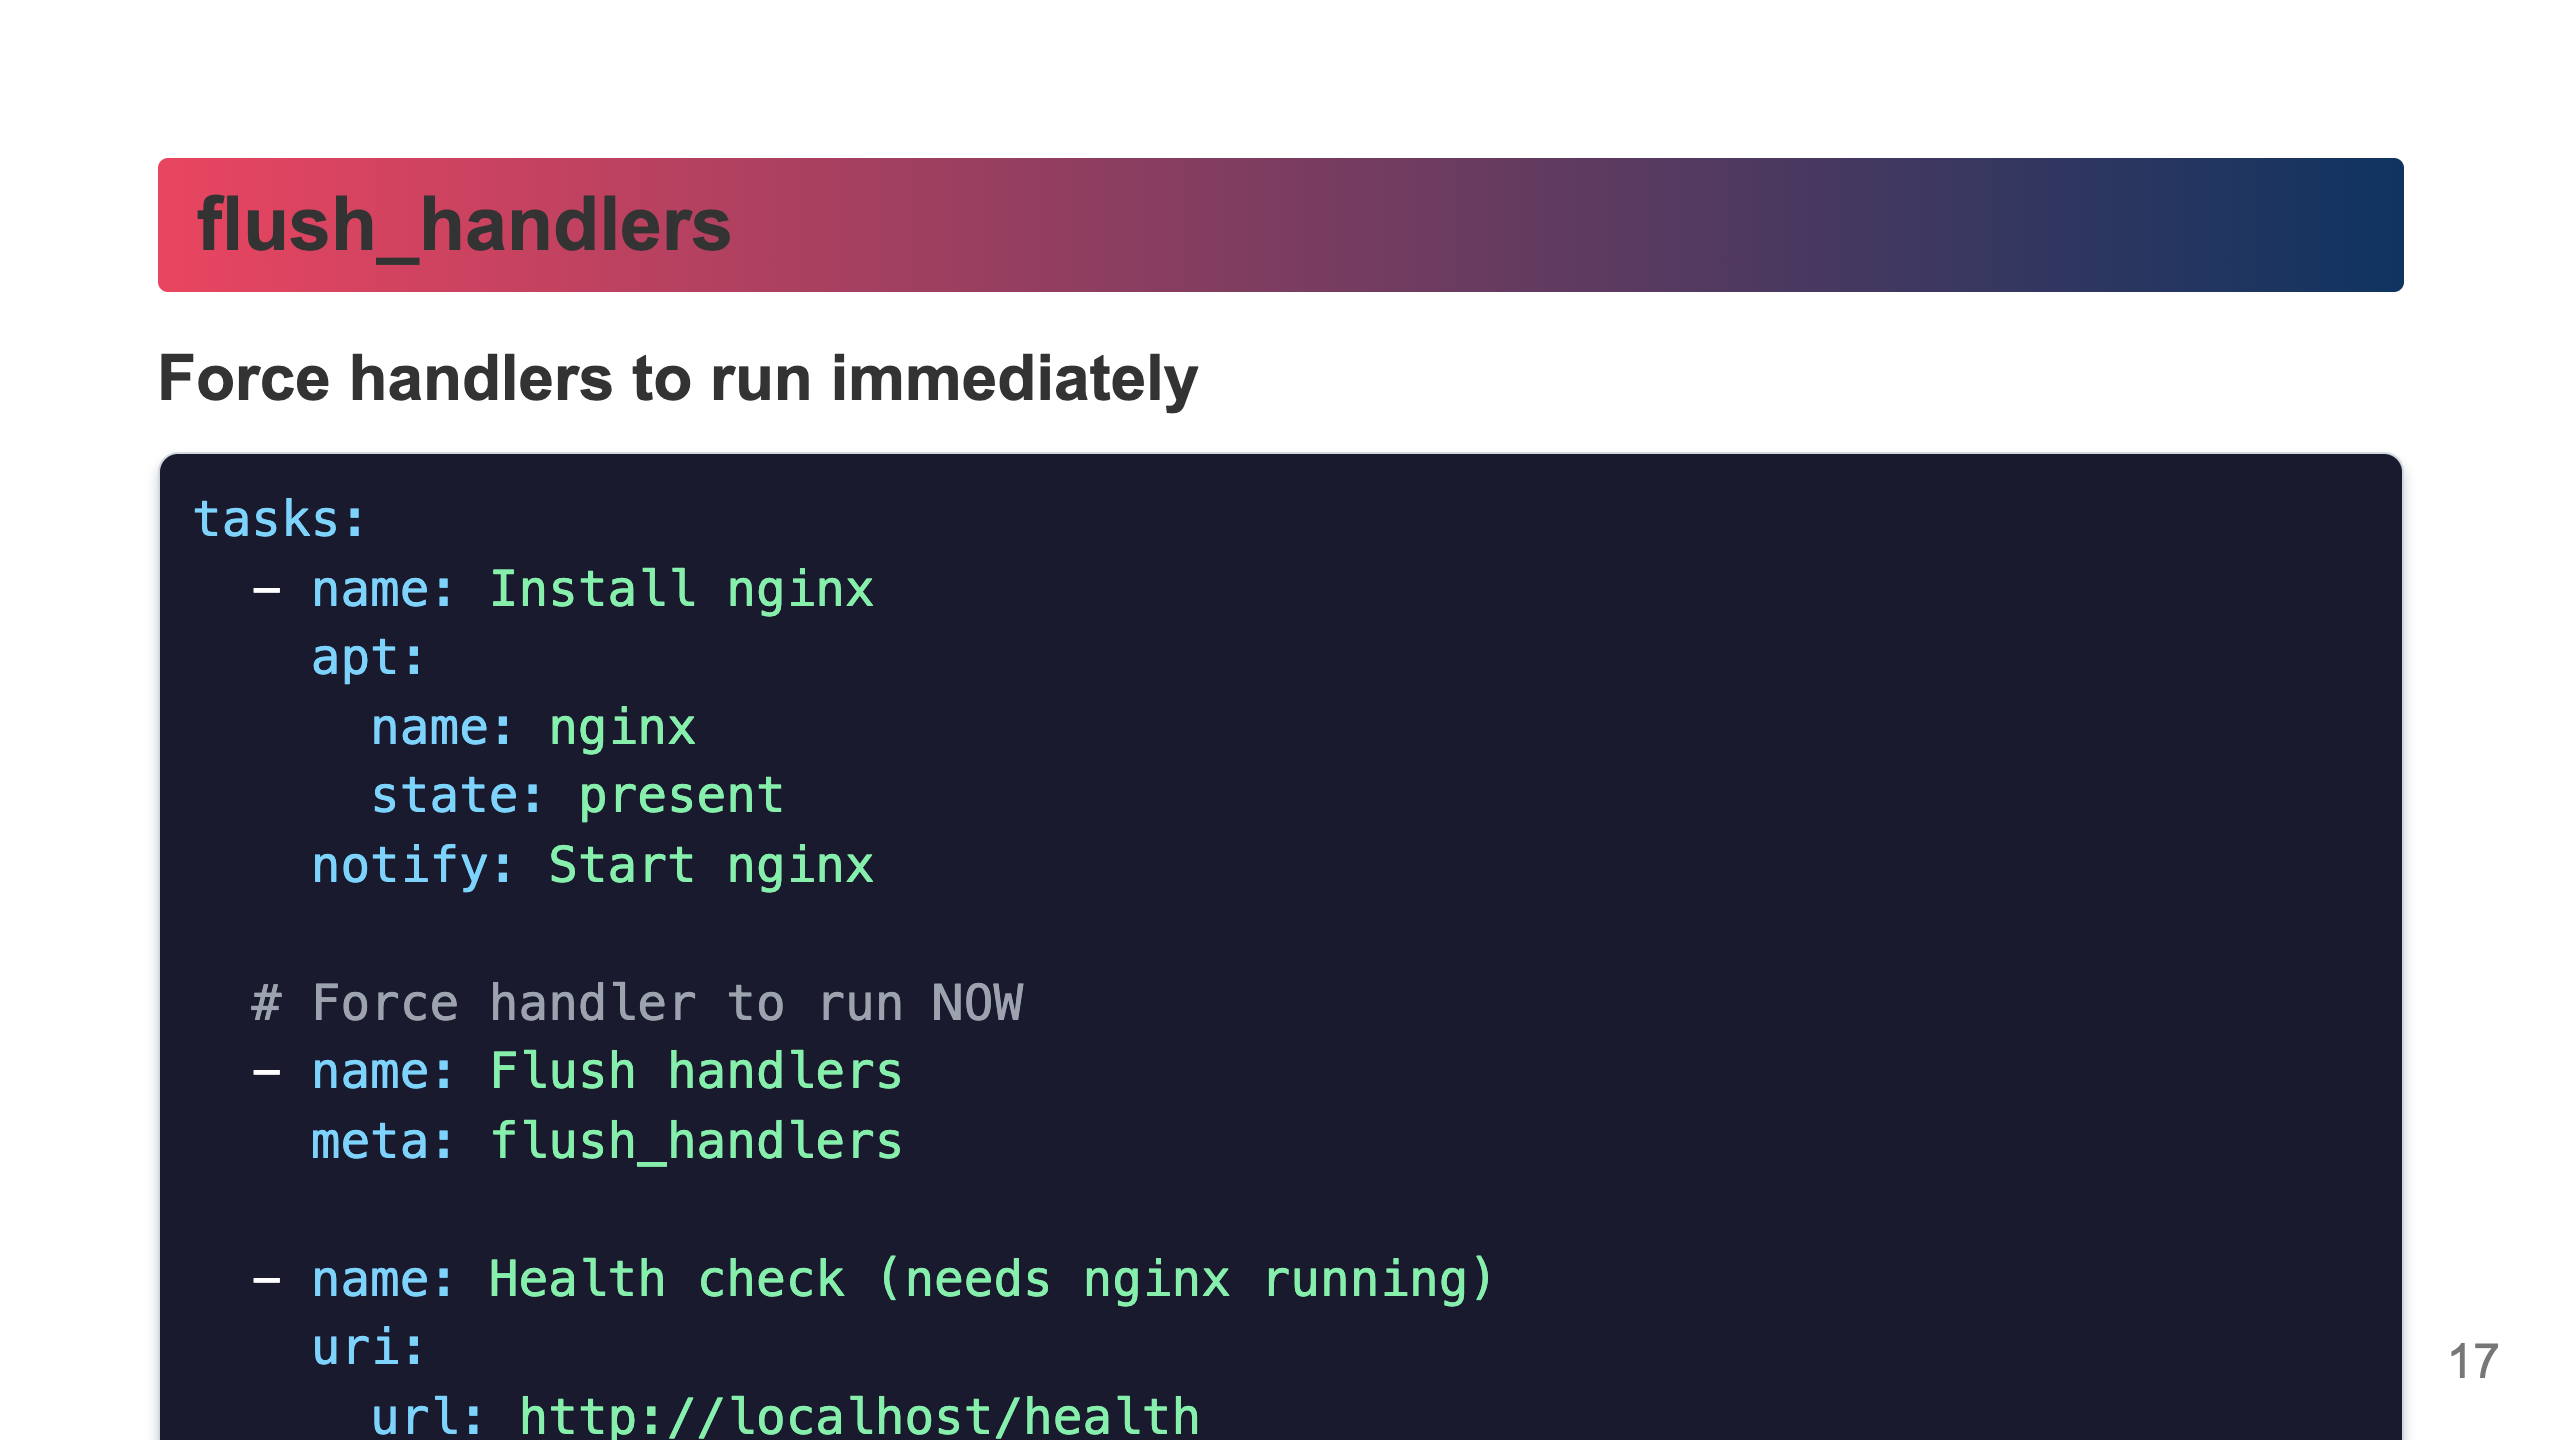 flush_handlers
Force handlers to run immediately
tasks:
  - name: Install nginx
    apt:
      name: nginx
      state: present
    notify: Start nginx

  # Force handler to run NOW
  - name: Flush handlers
    meta: flush_handlers

  - name: Health check (needs nginx running)
    uri:
      url: http://localhost/health
17